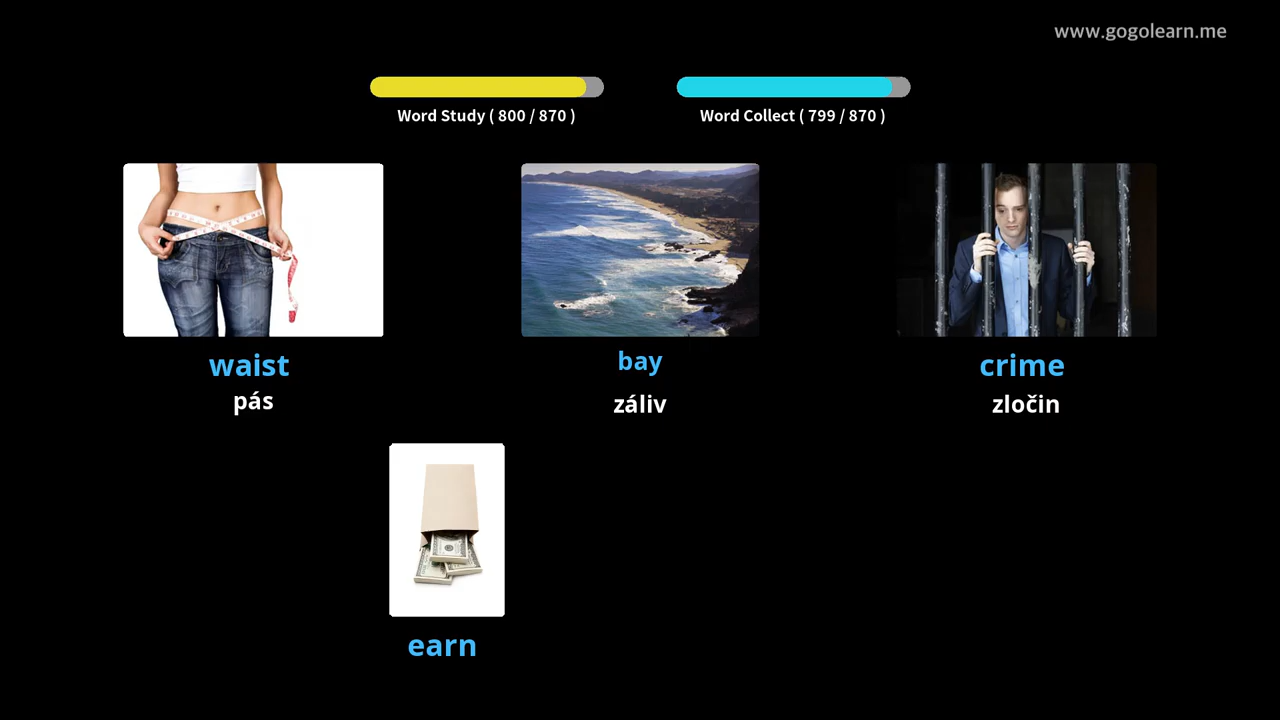 www.gogolearn.me
Word Study ( 800 / 870 )
Word Collect ( 799 / 870 )
waist
pás
bay
záliv
crime
zločin
earn